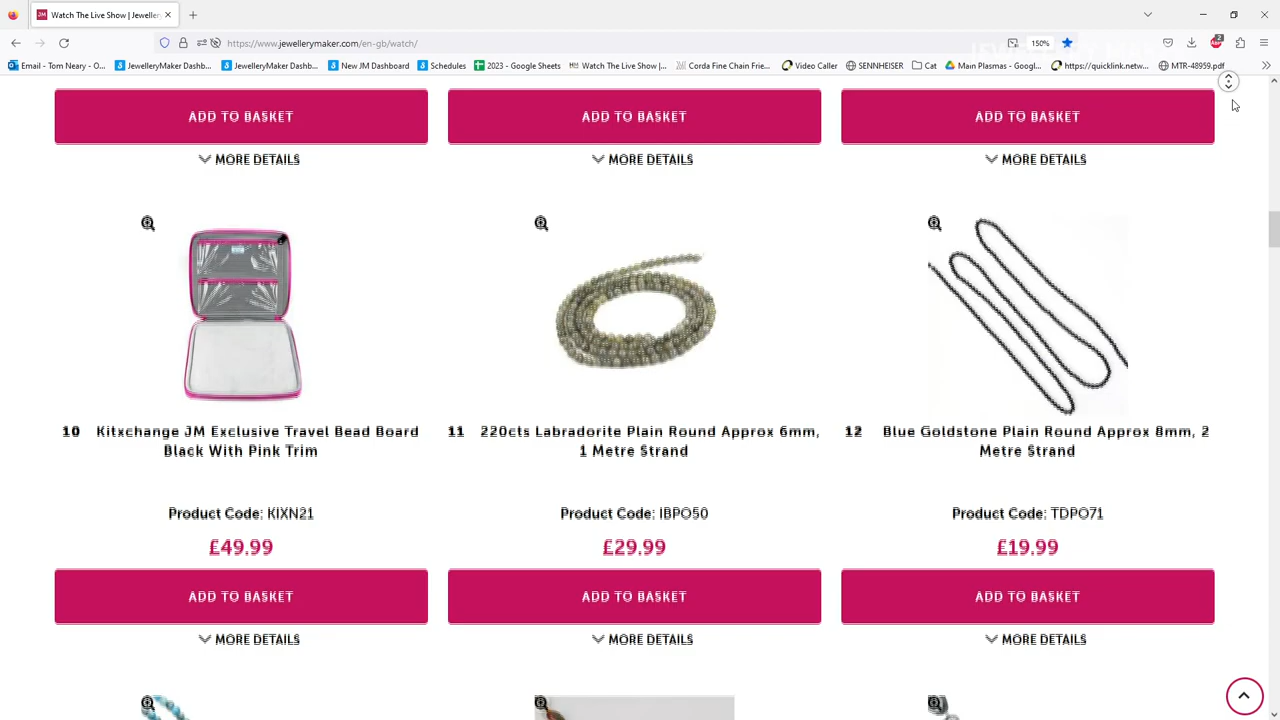 Watch The Live Show | Jeweller
https://www.jewellerymaker.com/en-gb/watch/
150%
2
Email - Tom Neary - O...
JewelleryMaker Dashb...
JewelleryMaker Dashb...
New JM Dashboard
Schedules
2023 - Google Sheets
Watch The Live Show |...
Corda Fine Chain Frie...
Video Caller
SENNHEISER
Cat
Main Plasmas - Googl...
https://quicklink.netw...
MTR-48959.pdf
ADD TO BASKET
ADD TO BASKET
ADD TO BASKET
MORE DETAILS
MORE DETAILS
MORE DETAILS
10 Kitxchange JM Exclusive Travel Bead Board
Black With Pink Trim
11 220cts Labradorite Plain Round Approx 6mm,
1 Metre Strand
12 Blue Goldstone Plain Round Approx 8mm, 2
Metre Strand
Product Code: KIXN21
Product Code: IBPO50
Product Code: TDPO71
£49.99
£29.99
£19.99
ADD TO BASKET
ADD TO BASKET
ADD TO BASKET
MORE DETAILS
MORE DETAILS
MORE DETAILS